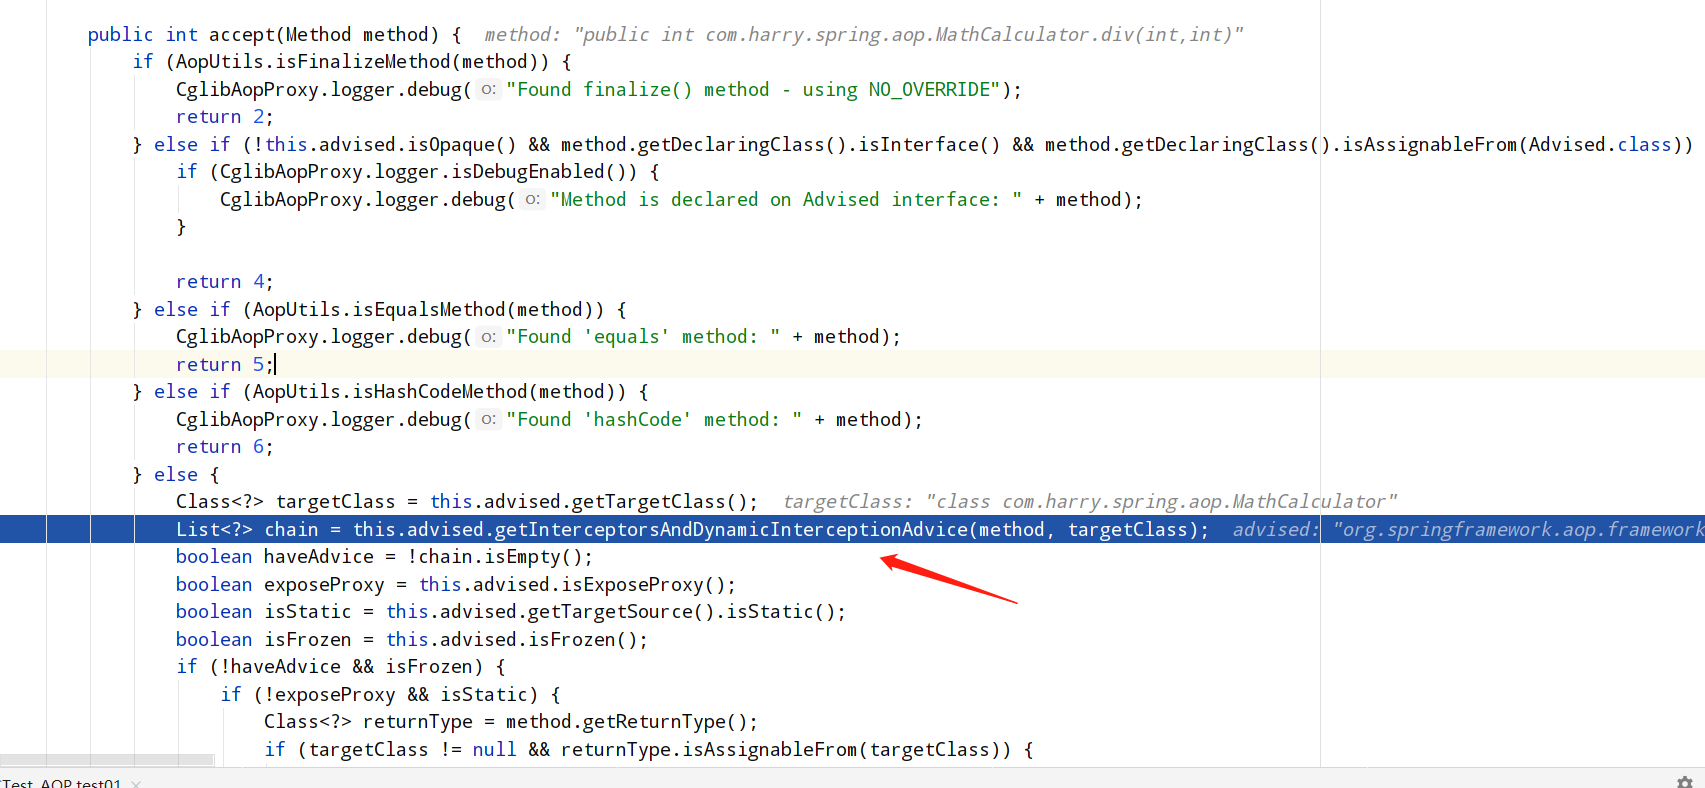 public int accept(Method method) {  method: "public int com.harry.spring.aop.MathCalculator.div(int,int)"
if (AopUtils.isFinalizeMethod(method)) {
CglibAopProxy.logger.debug( o: "Found finalize() method - using NO_OVERRIDE");
return 2;
} else if (!this.advised.isOpaque() && method.getDeclaringClass().isInterface() && method.getDeclaringClass().isAssignableFrom(Advised.class))
if (CglibAopProxy.logger.isDebugEnabled()) {
CglibAopProxy.logger.debug( o: "Method is declared on Advised interface: " + method);
}
return 4;
} else if (AopUtils.isEqualsMethod(method)) {
CglibAopProxy.logger.debug( o: "Found 'equals' method: " + method);
return 5;
} else if (AopUtils.isHashCodeMethod(method)) {
CglibAopProxy.logger.debug( o: "Found 'hashCode' method: " + method);
return 6;
} else {
Class<?> targetClass = this.advised.getTargetClass();  targetClass: "class com.harry.spring.aop.MathCalculator"
List<?> chain = this.advised.getInterceptorsAndDynamicInterceptionAdvice(method, targetClass);  advised: "org.springframework.aop.framework
boolean haveAdvice = !chain.isEmpty();
boolean exposeProxy = this.advised.isExposeProxy();
boolean isStatic = this.advised.getTargetSource().isStatic();
boolean isFrozen = this.advised.isFrozen();
if (!haveAdvice && isFrozen) {
if (!exposeProxy && isStatic) {
Class<?> returnType = method.getReturnType();
if (targetClass != null && returnType.isAssignableFrom(targetClass)) {
Test_AOP.test01 ×